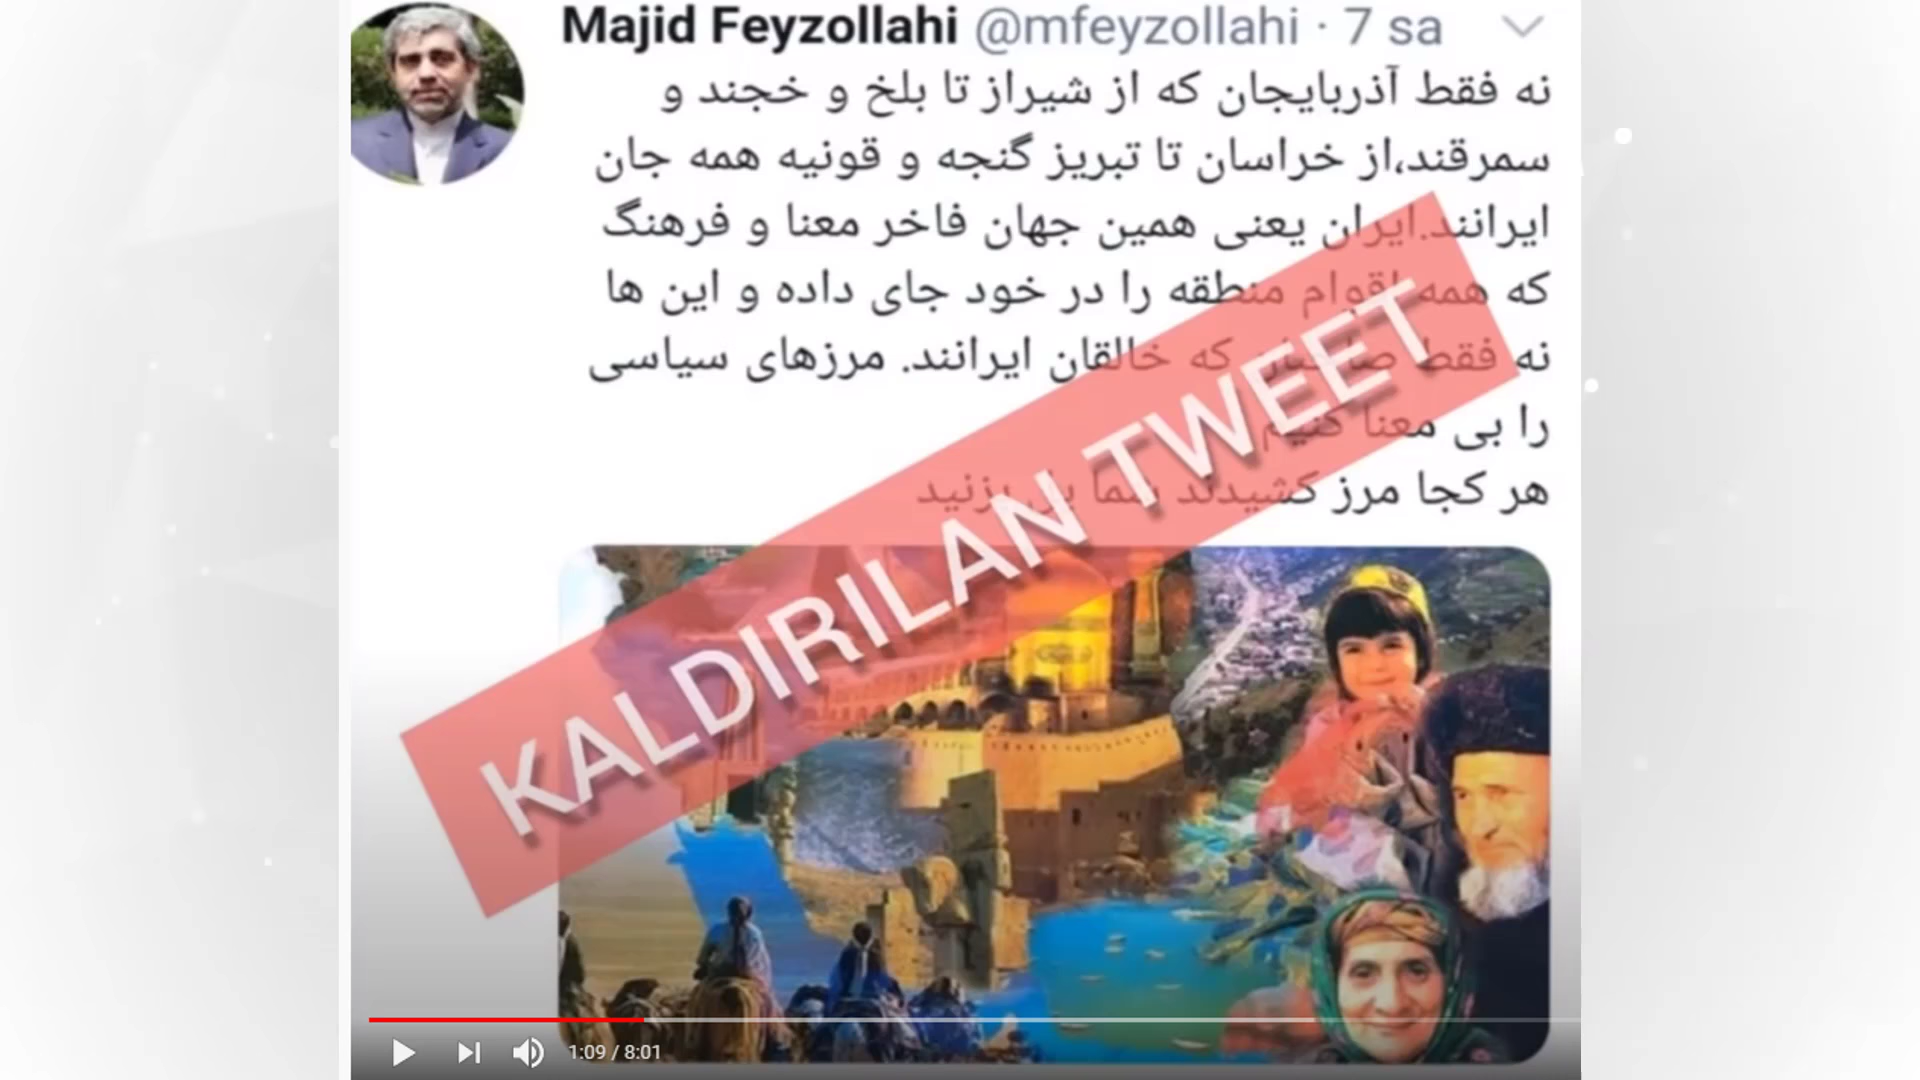 Majid Feyzollahi @mfeyzollahi · 7 sa
نه فقط آذربایجان که از شیراز تا بلخ و خجند و
سمرقند،از خراسان تا تبریز گنجه و قونیه همه جان
ایرانند.ایران یعنی همین جهان فاخر معنا و فرهنگ
که همه اقوام منطقه را در خود جای داده و این ها
نه فقط که خالقان ایرانند. مرزهای سیاسی
را بی معنا کنیم
هر کجا مرز کشیدند شما پل بزنید
KALDIRILAN TWEET
1:09 / 8:01